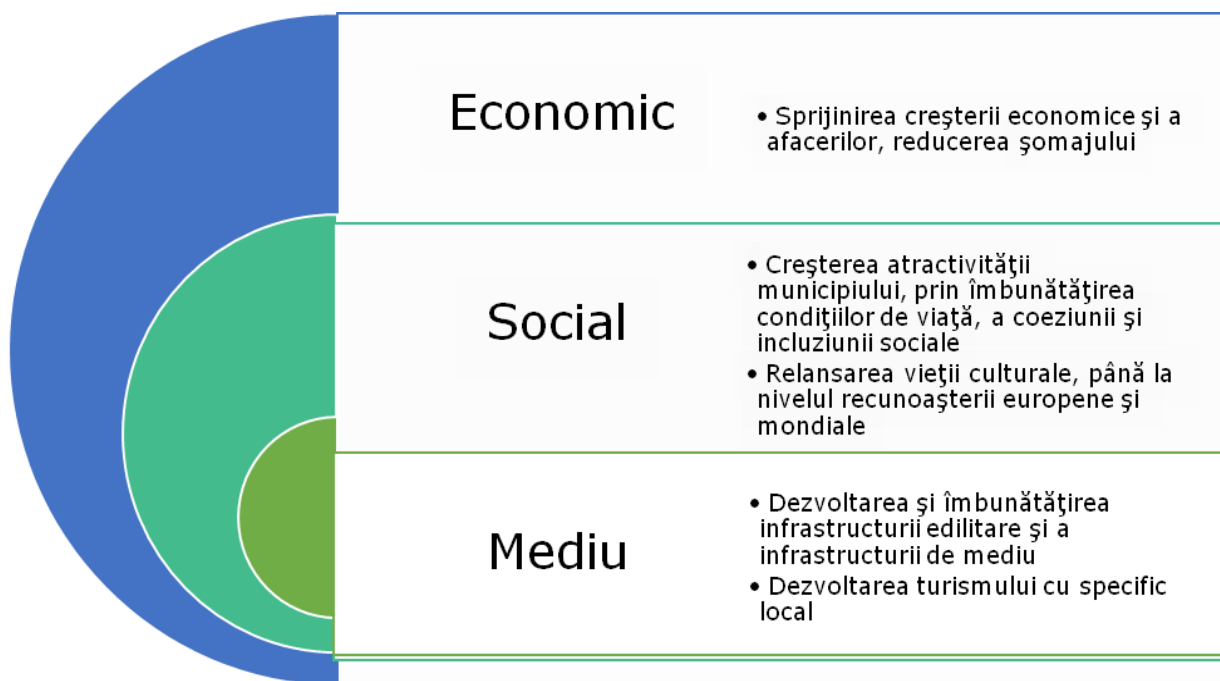 Economic
• Sprijinirea creşterii economice şi a
afacerilor, reducerea şomajului
Social
• Creşterea atractivităţii
municipiului, prin îmbunătăţirea
condiţiilor de viaţă, a coeziunii şi
incluziunii sociale
• Relansarea vieţii culturale, până la
nivelul recunoaşterii europene şi
mondiale
Mediu
• Dezvoltarea şi îmbunătăţirea
infrastructurii edilitare şi a
infrastructurii de mediu
• Dezvoltarea turismului cu specific
local